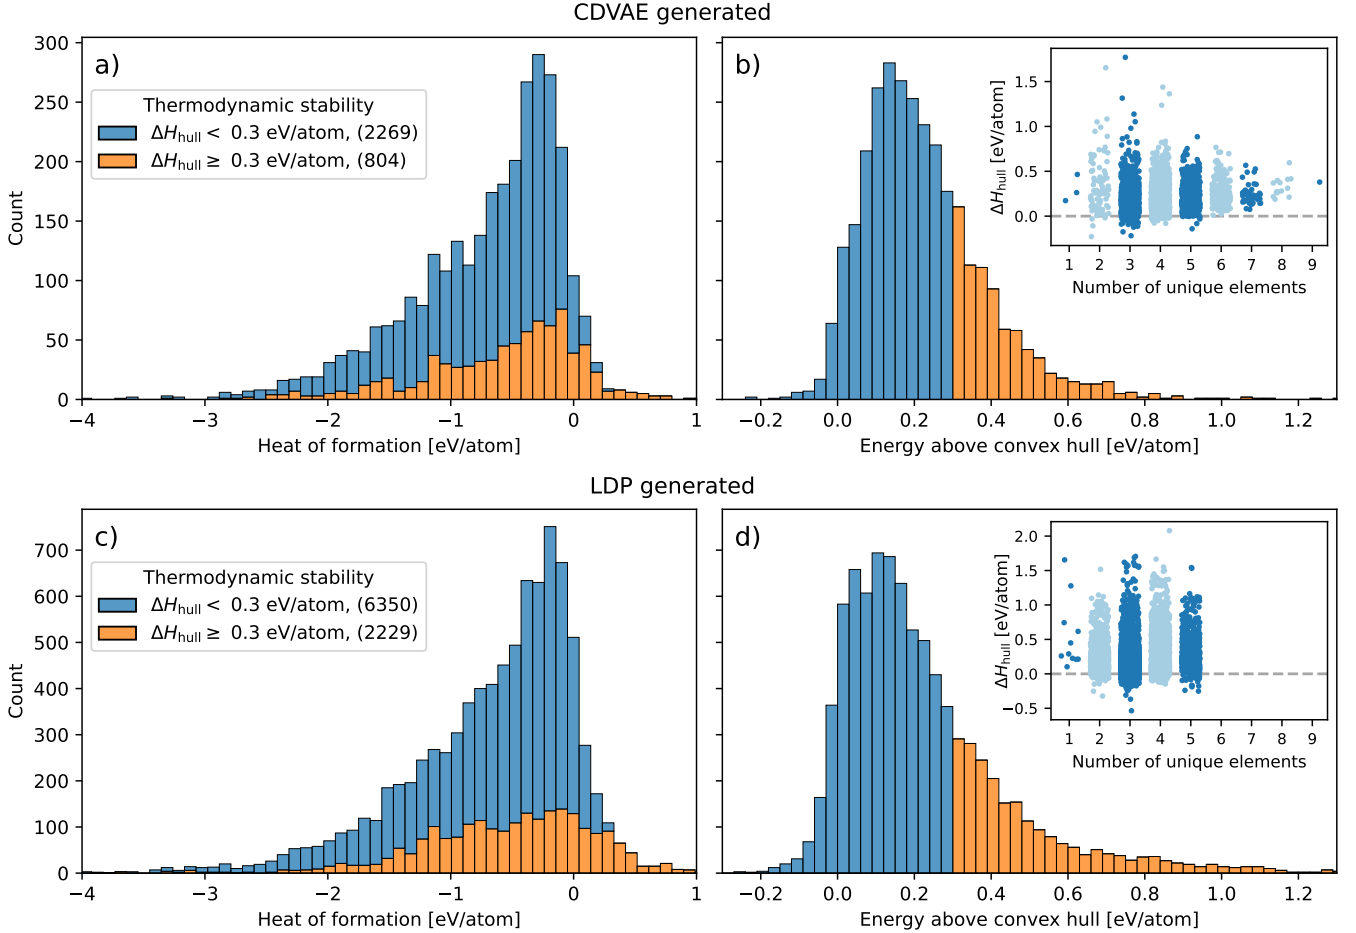 CDVAE generated
a)
Thermodynamic stability
ΔHhull < 0.3 eV/atom, (2269)
ΔHhull ≥ 0.3 eV/atom, (804)
300
250
200
150
100
50
0
Count
−4 −3 −2 −1 0 1
Heat of formation [eV/atom]
b)
−0.2 0.0 0.2 0.4 0.6 0.8 1.0 1.2
Energy above convex hull [eV/atom]
1.5
1.0
0.5
0.0
ΔHhull [eV/atom]
1 2 3 4 5 6 7 8 9
Number of unique elements
LDP generated
c)
Thermodynamic stability
ΔHhull < 0.3 eV/atom, (6350)
ΔHhull ≥ 0.3 eV/atom, (2229)
700
600
500
400
300
200
100
0
Count
−4 −3 −2 −1 0 1
Heat of formation [eV/atom]
d)
−0.2 0.0 0.2 0.4 0.6 0.8 1.0 1.2
Energy above convex hull [eV/atom]
2.0
1.5
1.0
0.5
0.0
−0.5
ΔHhull [eV/atom]
1 2 3 4 5 6 7 8 9
Number of unique elements